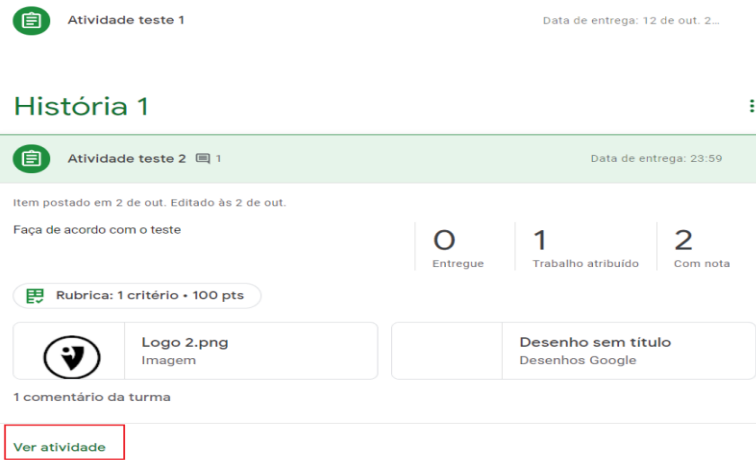 Atividade teste 1 Data de entrega: 12 de out. 2...
História 1
Atividade teste 2 1 Data de entrega: 23:59
Item postado em 2 de out. Editado às 2 de out.
Faça de acordo com o teste
0 1 2
Entregue Trabalho atribuído Com nota
Rubrica: 1 critério • 100 pts
Logo 2.png Desenho sem título
Imagem Desenhos Google
1 comentário da turma
Ver atividade